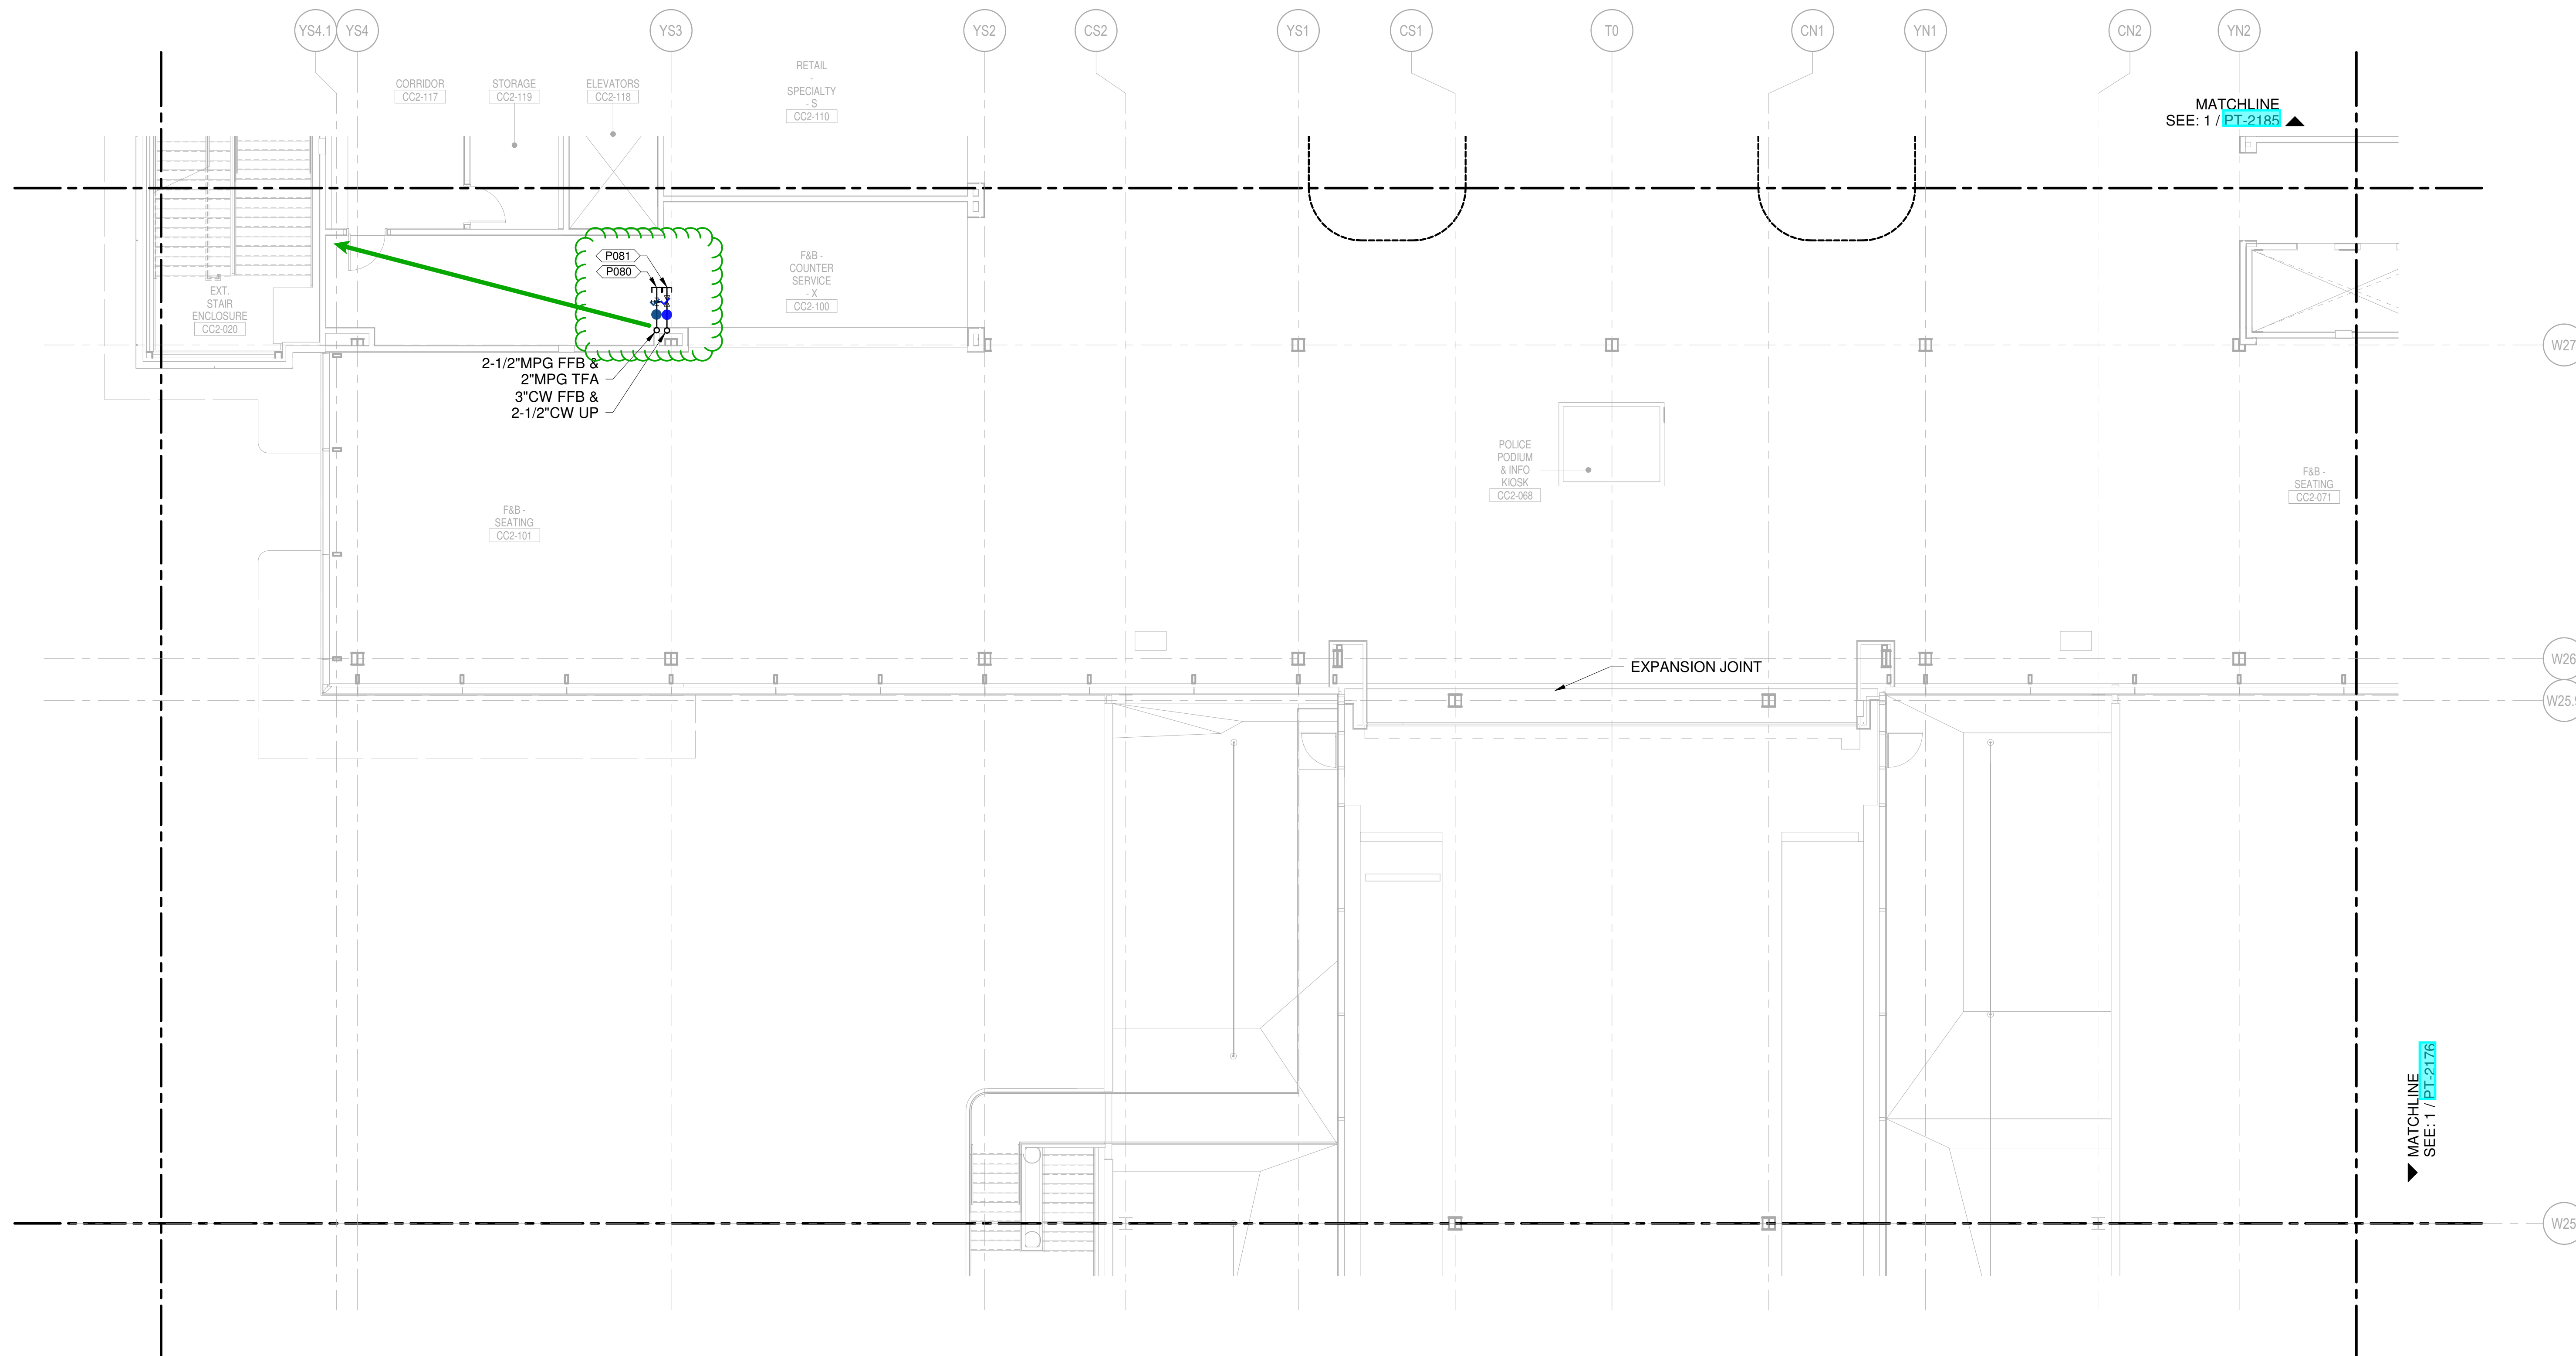 YS4.1
YS4
YS3
YS2
CS2
YS1
CS1
T0
CN1
YN1
CN2
YN2
CORRIDOR
CC2-117
STORAGE
CC2-119
ELEVATORS
CC2-118
RETAIL
-
SPECIALTY
- S
CC2-110
MATCHLINE
SEE: 1 / PT-2185
P081
P080
F&B -
COUNTER
SERVICE
- X
CC2-100
EXT.
STAIR
ENCLOSURE
CC2-020
2-1/2"MPG FFB &
2"MPG TFA
3"CW FFB &
2-1/2"CW UP
W27
POLICE
PODIUM
& INFO
KIOSK
CC2-068
F&B -
SEATING
CC2-071
F&B -
SEATING
CC2-101
EXPANSION JOINT
W26
MATCHLINE
SEE: 1 / PT-2176
W25